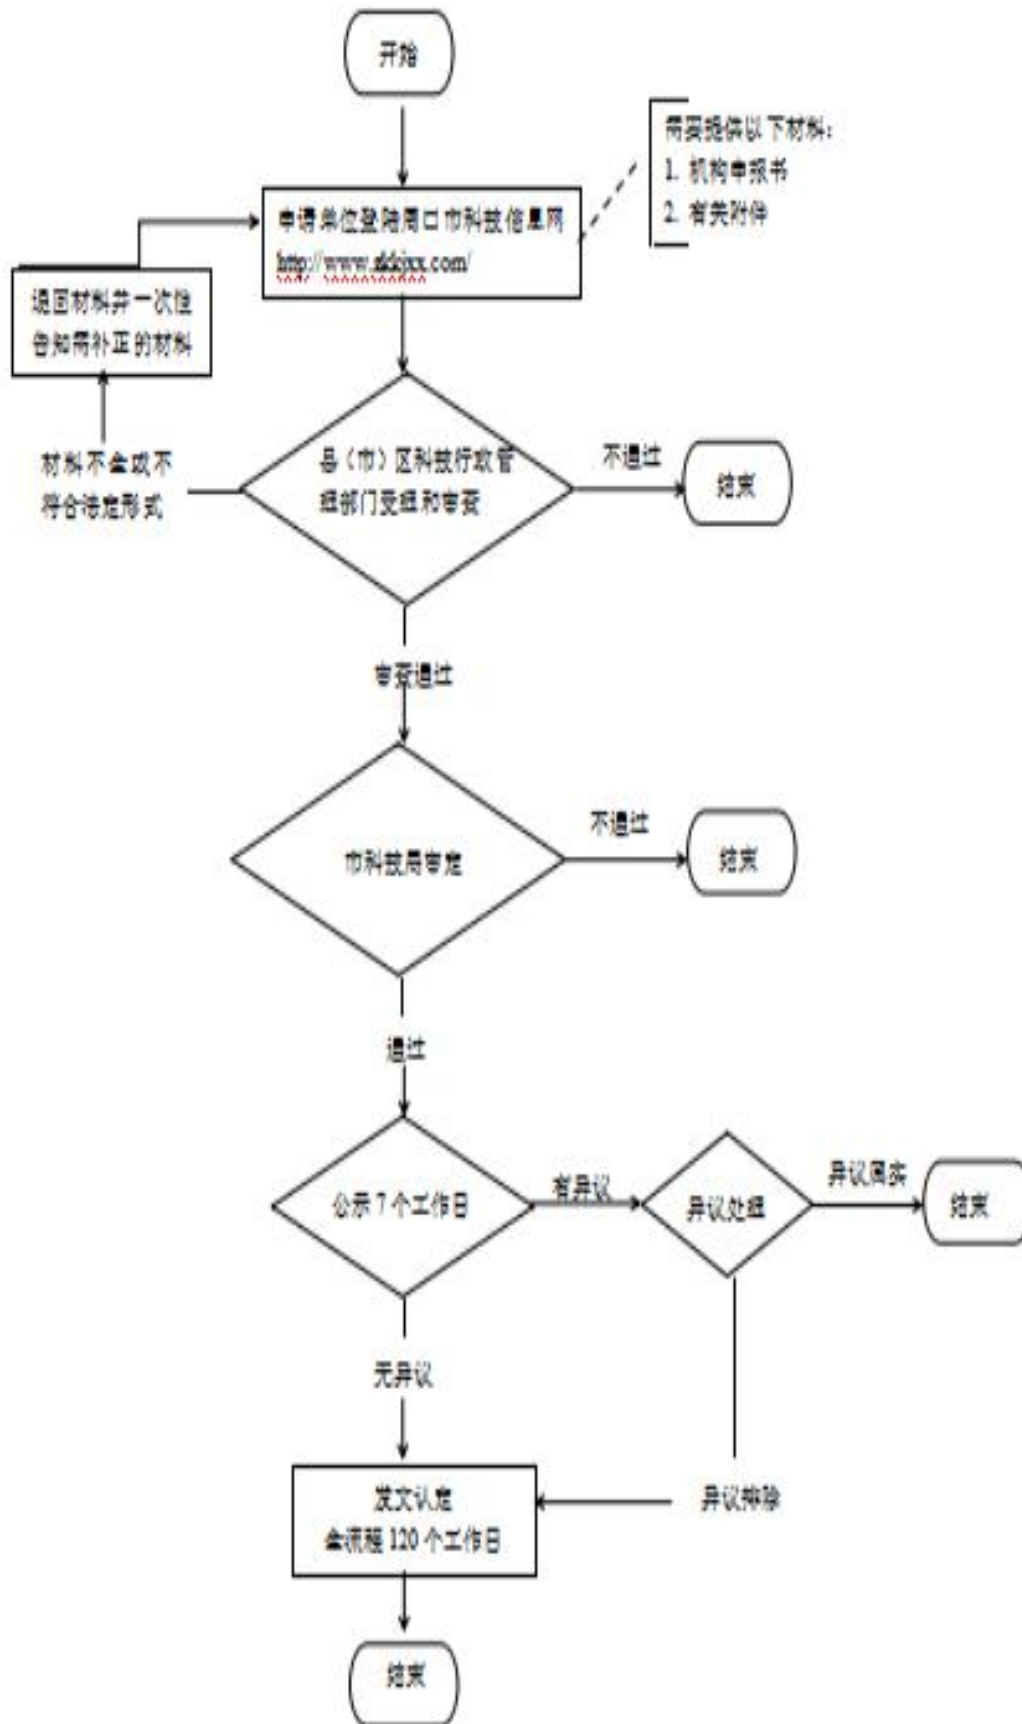 开始
需要提供以下材料：
1. 机构申报书
2. 有关附件
申请单位登陆周口市科技信息网
http://www.zkkjxx.com/
退回材料并一次性
告知需补正的材料
材料不全或不
符合法定形式
县（市）区科技行政管
理部门受理和审查
不通过
结束
审查通过
市科技局审定
不通过
结束
通过
公示 7 个工作日
有异议
异议处理
异议属实
结束
无异议
发文认定
全流程 120 个工作日
异议排除
结束